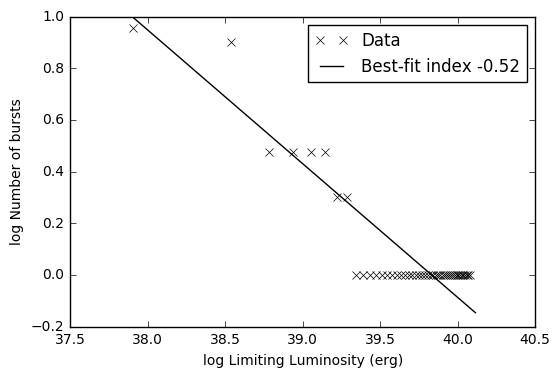 Data
Best-fit index -0.52
1.0
0.8
0.6
0.4
0.2
0.0
−0.2
log Number of bursts
37.5 38.0 38.5 39.0 39.5 40.0 40.5
log Limiting Luminosity (erg)